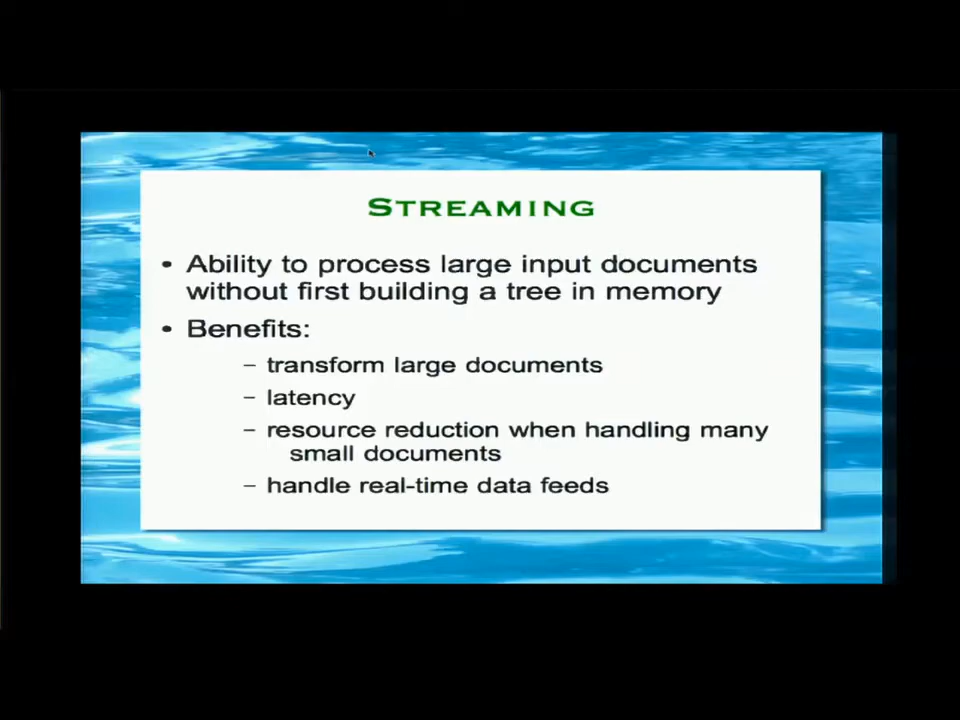 STREAMING
• Ability to process large input documents
without first building a tree in memory
• Benefits:
– transform large documents
– latency
– resource reduction when handling many
small documents
– handle real-time data feeds